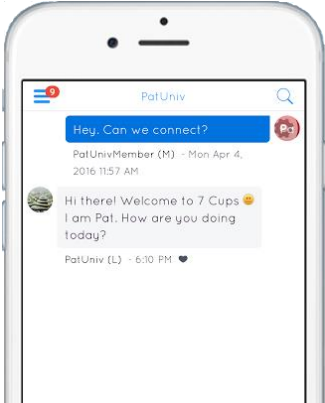 9
PatUniv
Hey. Can we connect?
Pa
PatUnivMember (M) - Mon Apr 4,
2016 11:57 AM
Hi there! Welcome to 7 Cups 😊
I am Pat. How are you doing
today?
PatUniv (L) - 6:10 PM ♥